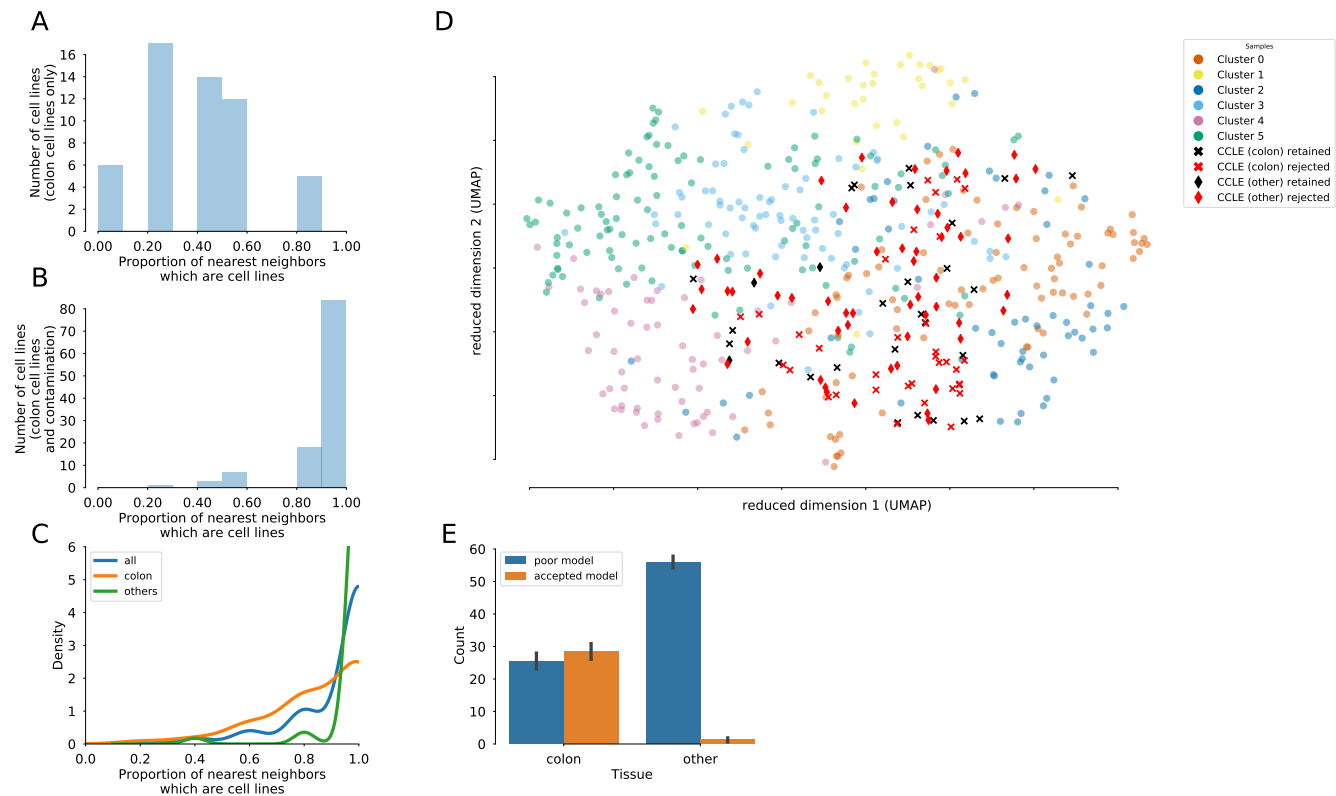 A
Number of cell lines
(colon cell lines only)
16
14
12
10
8
6
4
2
0
0.00 0.20 0.40 0.60 0.80 1.00
Proportion of nearest neighbors
which are cell lines
B
Number of cell lines
(colon cell lines
and contamination)
80
70
60
50
40
30
20
10
0
0.00 0.20 0.40 0.60 0.80 1.00
Proportion of nearest neighbors
which are cell lines
C
Density
6
5
4
3
2
1
0
all
colon
others
0.0 0.2 0.4 0.6 0.8 1.0
Proportion of nearest neighbors
which are cell lines
D
reduced dimension 2 (UMAP)
reduced dimension 1 (UMAP)
Samples
Cluster 0
Cluster 1
Cluster 2
Cluster 3
Cluster 4
Cluster 5
CCLE (colon) retained
CCLE (colon) rejected
CCLE (other) retained
CCLE (other) rejected
E
Count
60
50
40
30
20
10
0
poor model
accepted model
colon other
Tissue